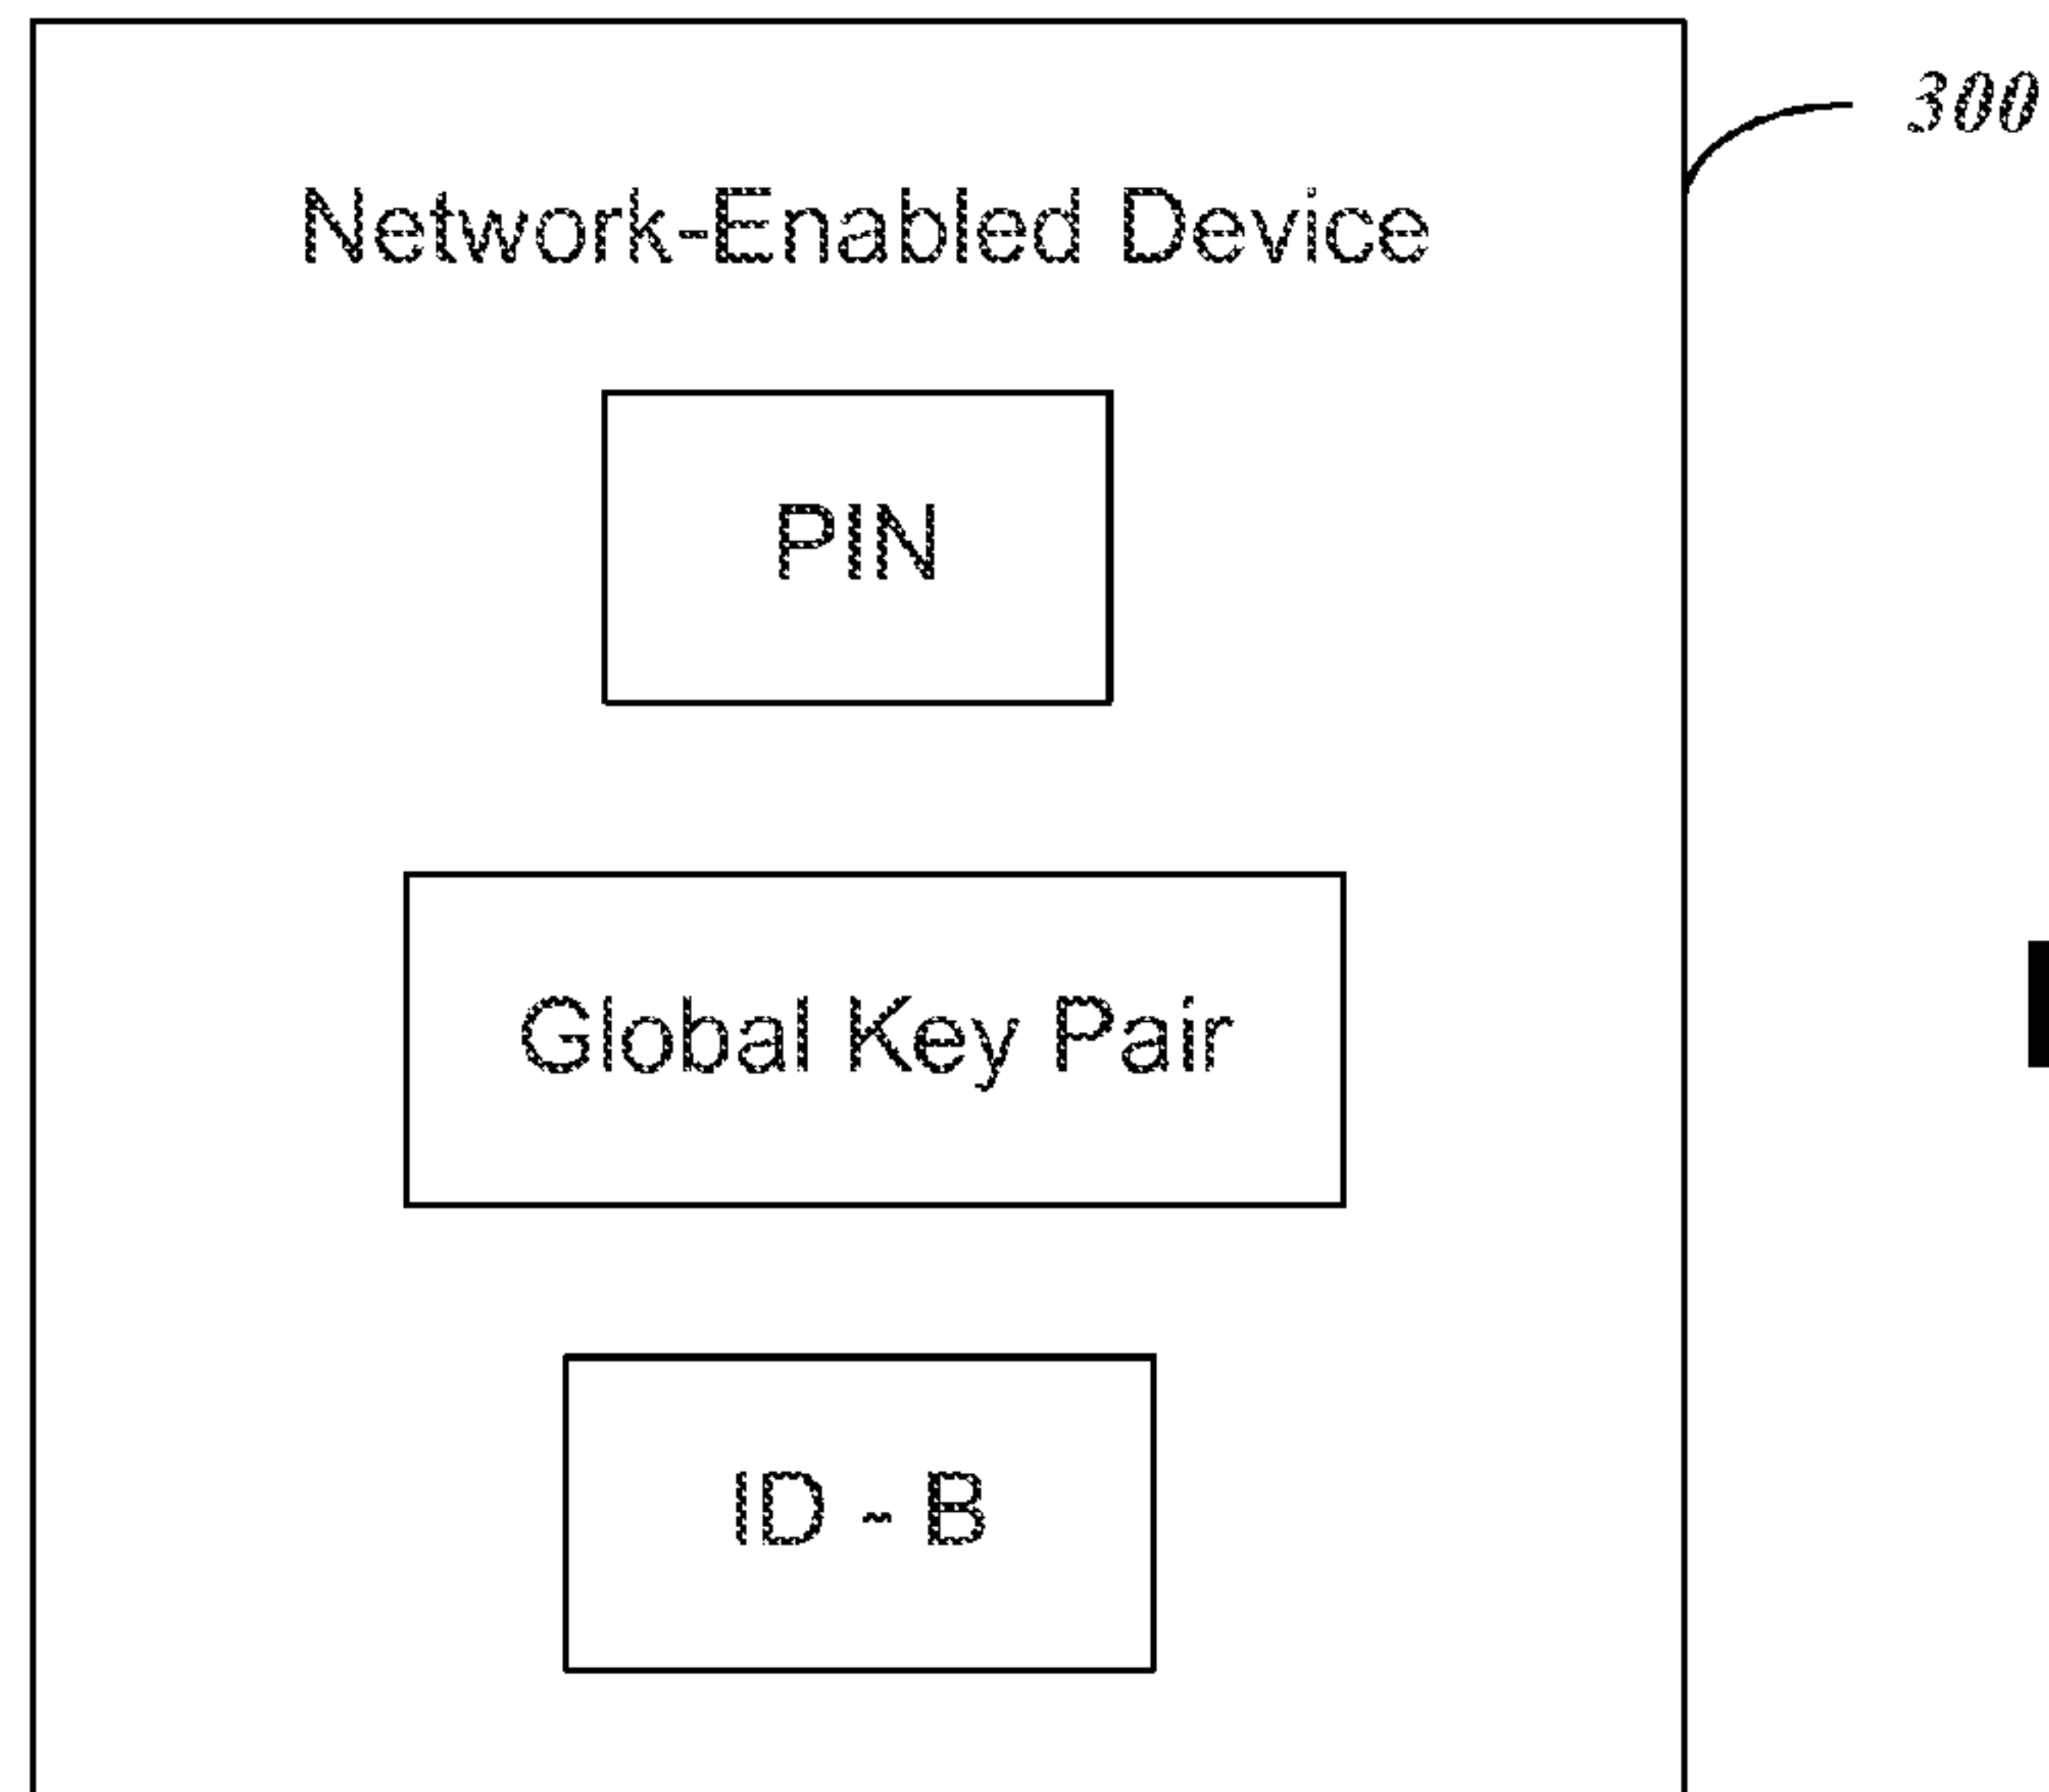 300
Network-Enabled Device
PIN
Global Key Pair
ID - B